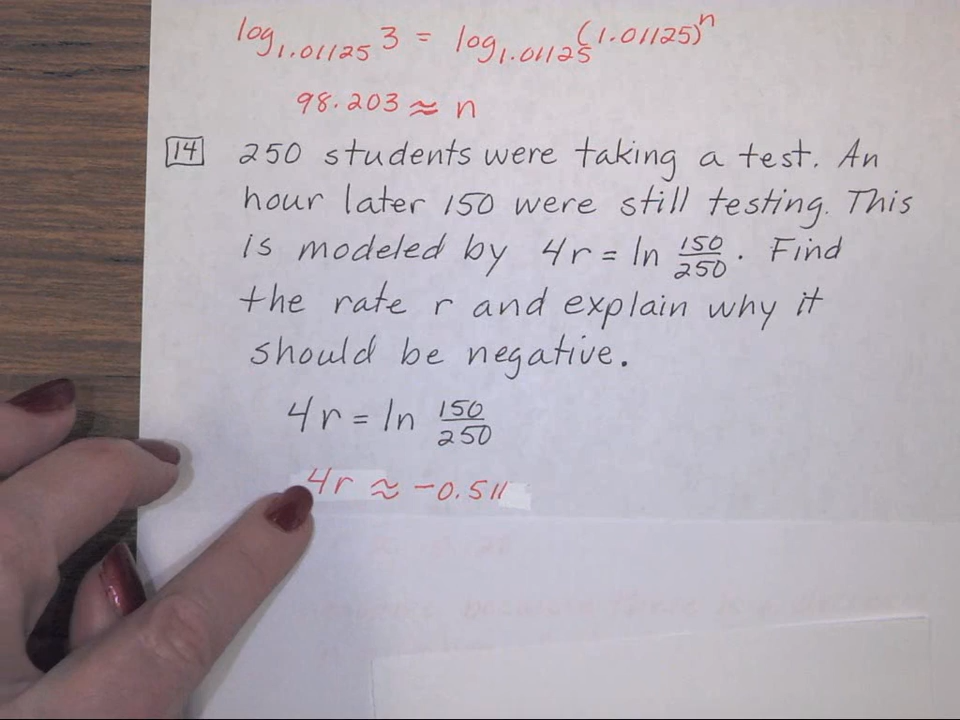 log_1.01125 3 = log_1.01125 (1.01125)^n
98.203 ≈ n
14 250 students were taking a test. An
hour later 150 were still testing. This
is modeled by 4r = ln 150/250. Find
the rate r and explain why it
should be negative.
4r = ln 150/250
4r ≈ -0.511